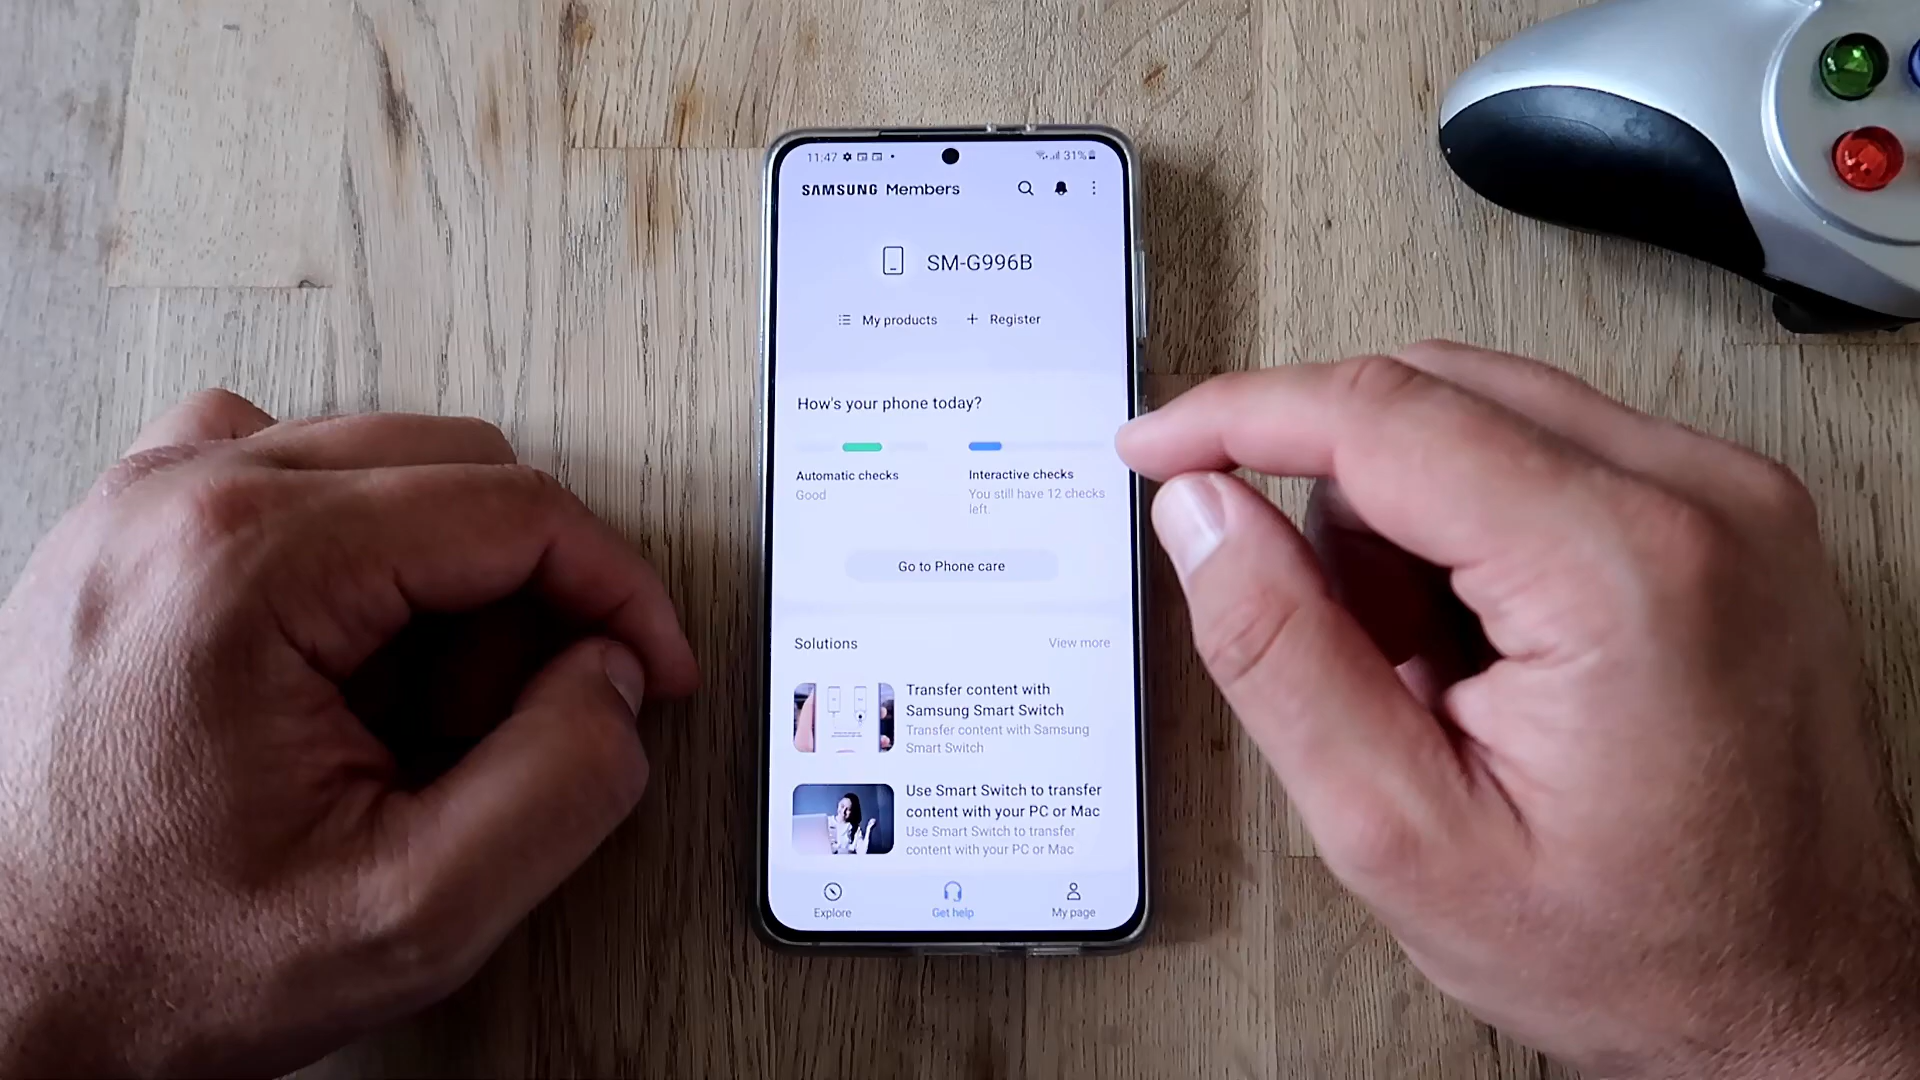 11:47
31%
SAMSUNG Members
SM-G996B
My products
Register
How's your phone today?
Automatic checks
Good
Interactive checks
You still have 12 checks
left.
Go to Phone care
Solutions
View more
Transfer content with
Samsung Smart Switch
Transfer content with Samsung
Smart Switch
Use Smart Switch to transfer
content with your PC or Mac
Use Smart Switch to transfer
content with your PC or Mac
Explore
Get help
My page